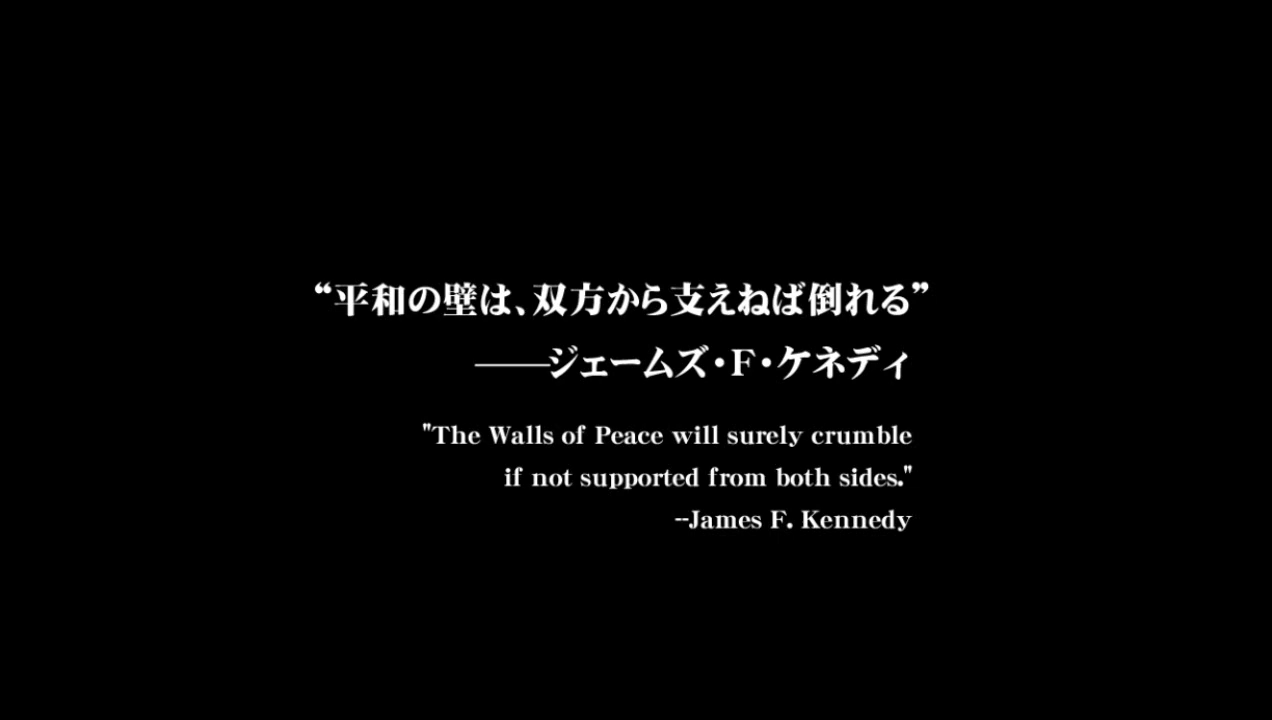 “平和の壁は、双方から支えねば倒れる”
――ジェームズ・F・ケネディ
"The Walls of Peace will surely crumble
if not supported from both sides."
--James F. Kennedy